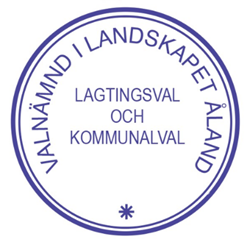 VALNÄMND I LANDSKAPET ÅLAND
LAGTINGSVAL
OCH
KOMMUNALVAL